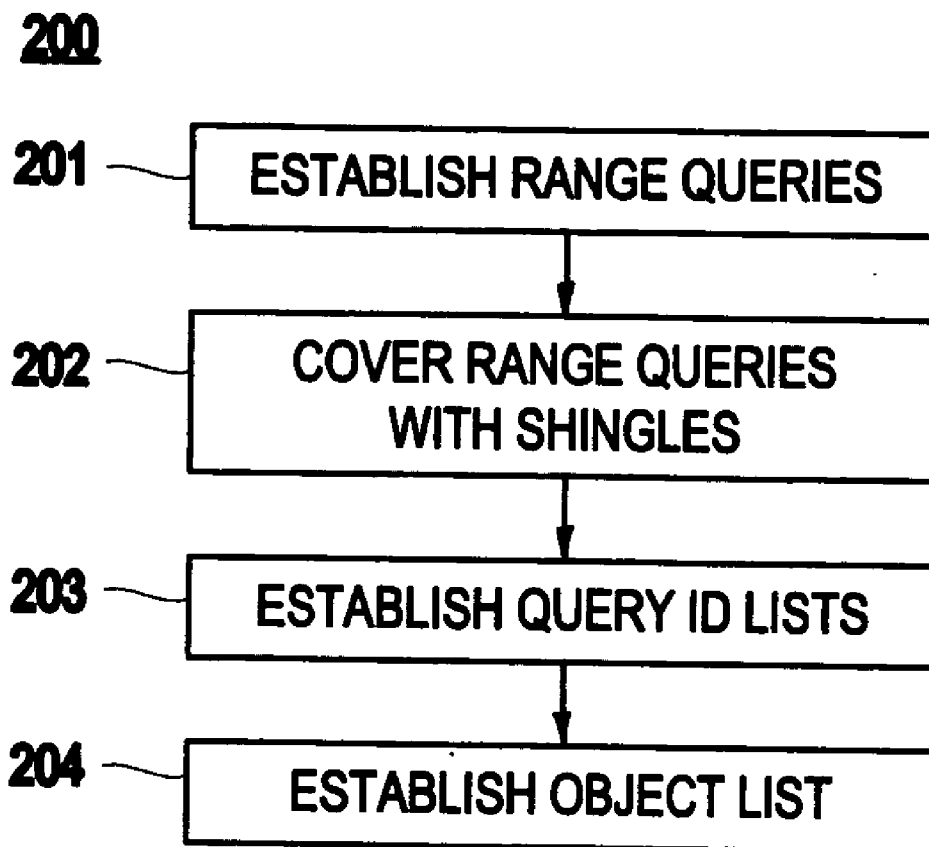 200
201 ESTABLISH RANGE QUERIES
202 COVER RANGE QUERIES
WITH SHINGLES
203 ESTABLISH QUERY ID LISTS
204 ESTABLISH OBJECT LIST